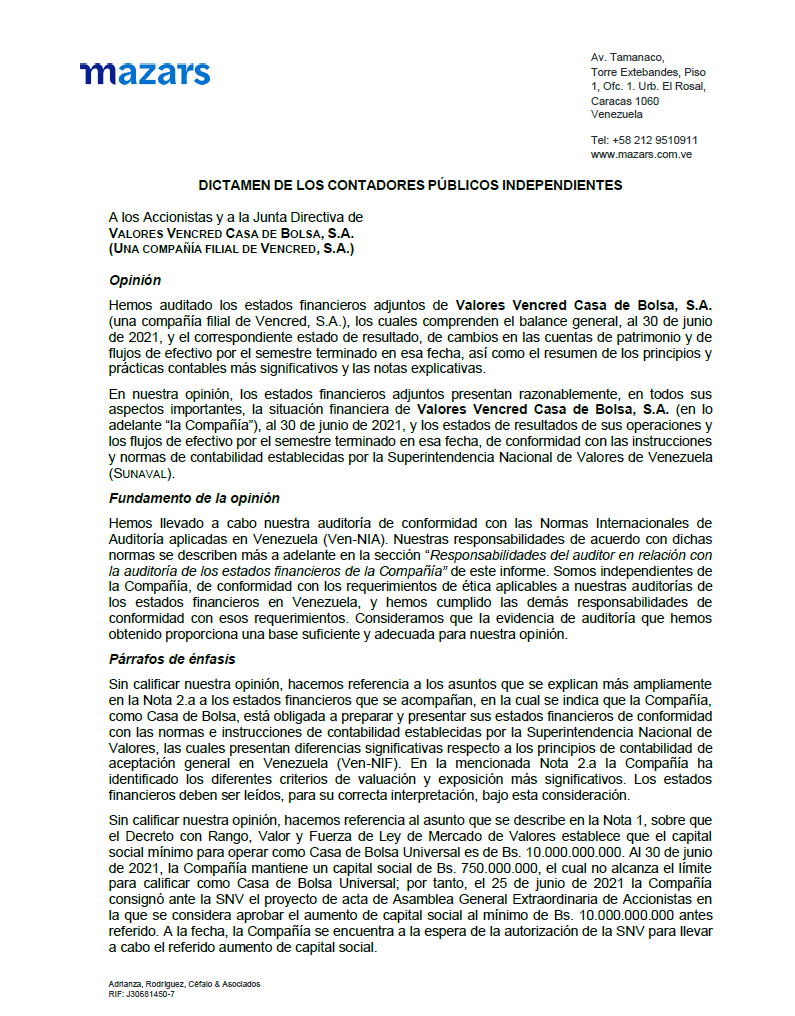 mazars
Av. Tamanaco,
Torre Extebandes, Piso
1, Ofc. 1. Urb. El Rosal,
Caracas 1060
Venezuela
Tel: +58 212 9510911
www.mazars.com.ve
DICTAMEN DE LOS CONTADORES PÚBLICOS INDEPENDIENTES
A los Accionistas y a la Junta Directiva de
VALORES VENCRED CASA DE BOLSA, S.A.
(UNA COMPAÑÍA FILIAL DE VENCRED, S.A.)
Opinión
Hemos auditado los estados financieros adjuntos de Valores Vencred Casa de Bolsa, S.A.
(una compañía filial de Vencred, S.A.), los cuales comprenden el balance general, al 30 de junio
de 2021, y el correspondiente estado de resultado, de cambios en las cuentas de patrimonio y de
flujos de efectivo por el semestre terminado en esa fecha, así como el resumen de los principios y
prácticas contables más significativos y las notas explicativas.
En nuestra opinión, los estados financieros adjuntos presentan razonablemente, en todos sus
aspectos importantes, la situación financiera de Valores Vencred Casa de Bolsa, S.A. (en lo
adelante “la Compañía”), al 30 de junio de 2021, y los estados de resultados de sus operaciones y
los flujos de efectivo por el semestre terminado en esa fecha, de conformidad con las instrucciones
y normas de contabilidad establecidas por la Superintendencia Nacional de Valores de Venezuela
(SUNAVAL).
Fundamento de la opinión
Hemos llevado a cabo nuestra auditoría de conformidad con las Normas Internacionales de
Auditoría aplicadas en Venezuela (Ven-NIA). Nuestras responsabilidades de acuerdo con dichas
normas se describen más a adelante en la sección “Responsabilidades del auditor en relación con
la auditoría de los estados financieros de la Compañía” de este informe. Somos independientes de
la Compañía, de conformidad con los requerimientos de ética aplicables a nuestras auditorías de
los estados financieros en Venezuela, y hemos cumplido las demás responsabilidades de
conformidad con esos requerimientos. Consideramos que la evidencia de auditoría que hemos
obtenido proporciona una base suficiente y adecuada para nuestra opinión.
Párrafos de énfasis
Sin calificar nuestra opinión, hacemos referencia a los asuntos que se explican más ampliamente
en la Nota 2.a a los estados financieros que se acompañan, en la cual se indica que la Compañía,
como Casa de Bolsa, está obligada a preparar y presentar sus estados financieros de conformidad
con las normas e instrucciones de contabilidad establecidas por la Superintendencia Nacional de
Valores, las cuales presentan diferencias significativas respecto a los principios de contabilidad de
aceptación general en Venezuela (Ven-NIF). En la mencionada Nota 2.a la Compañía ha
identificado los diferentes criterios de valuación y exposición más significativos. Los estados
financieros deben ser leídos, para su correcta interpretación, bajo esta consideración.
Sin calificar nuestra opinión, hacemos referencia al asunto que se describe en la Nota 1, sobre que
el Decreto con Rango, Valor y Fuerza de Ley de Mercado de Valores establece que el capital
social mínimo para operar como Casa de Bolsa Universal es de Bs. 10.000.000.000. Al 30 de junio
de 2021, la Compañía mantiene un capital social de Bs. 750.000.000, el cual no alcanza el límite
para calificar como Casa de Bolsa Universal; por tanto, el 25 de junio de 2021 la Compañía
consignó ante la SNV el proyecto de acta de Asamblea General Extraordinaria de Accionistas en
la que se considera aprobar el aumento de capital social al mínimo de Bs. 10.000.000.000 antes
referido. A la fecha, la Compañía se encuentra a la espera de la autorización de la SNV para llevar
a cabo el referido aumento de capital social.
Adrianza, Rodríguez, Céfalo & Asociados
RIF: J30681450-7